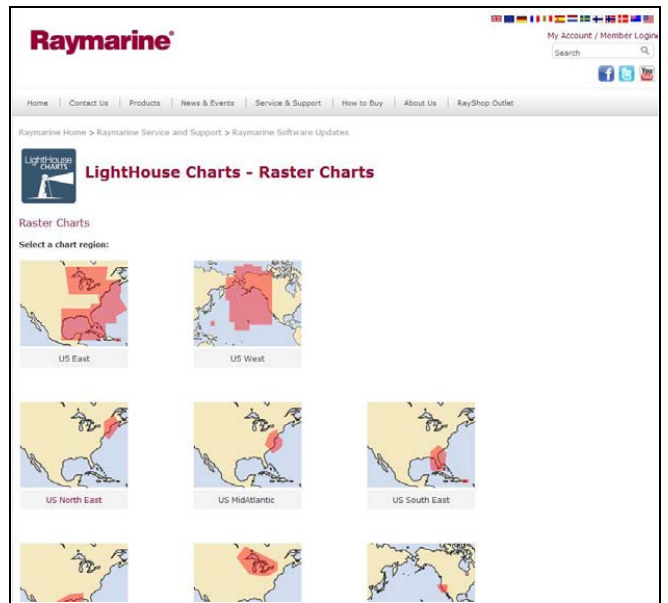 My Account / Member Login
Raymarine®
Search
You
Home
Contact Us
Products
News & Events
Service & Support
How to Buy
About Us
RayShop Outlet
Raymarine Home > Raymarine Service and Support > Raymarine Software Updates
LightHouse
CHARTS
LightHouse Charts - Raster Charts
Raster Charts
Select a chart region:
US East
US West
US North East
US MidAtlantic
US South East